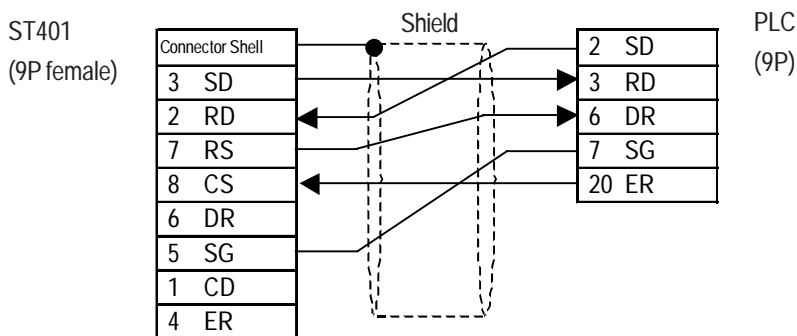 ST401
(9P female)
Shield
PLC
(9P)
Connector Shell
3 SD
2 RD
7 RS
8 CS
6 DR
5 SG
1 CD
4 ER
2 SD
3 RD
6 DR
7 SG
20 ER